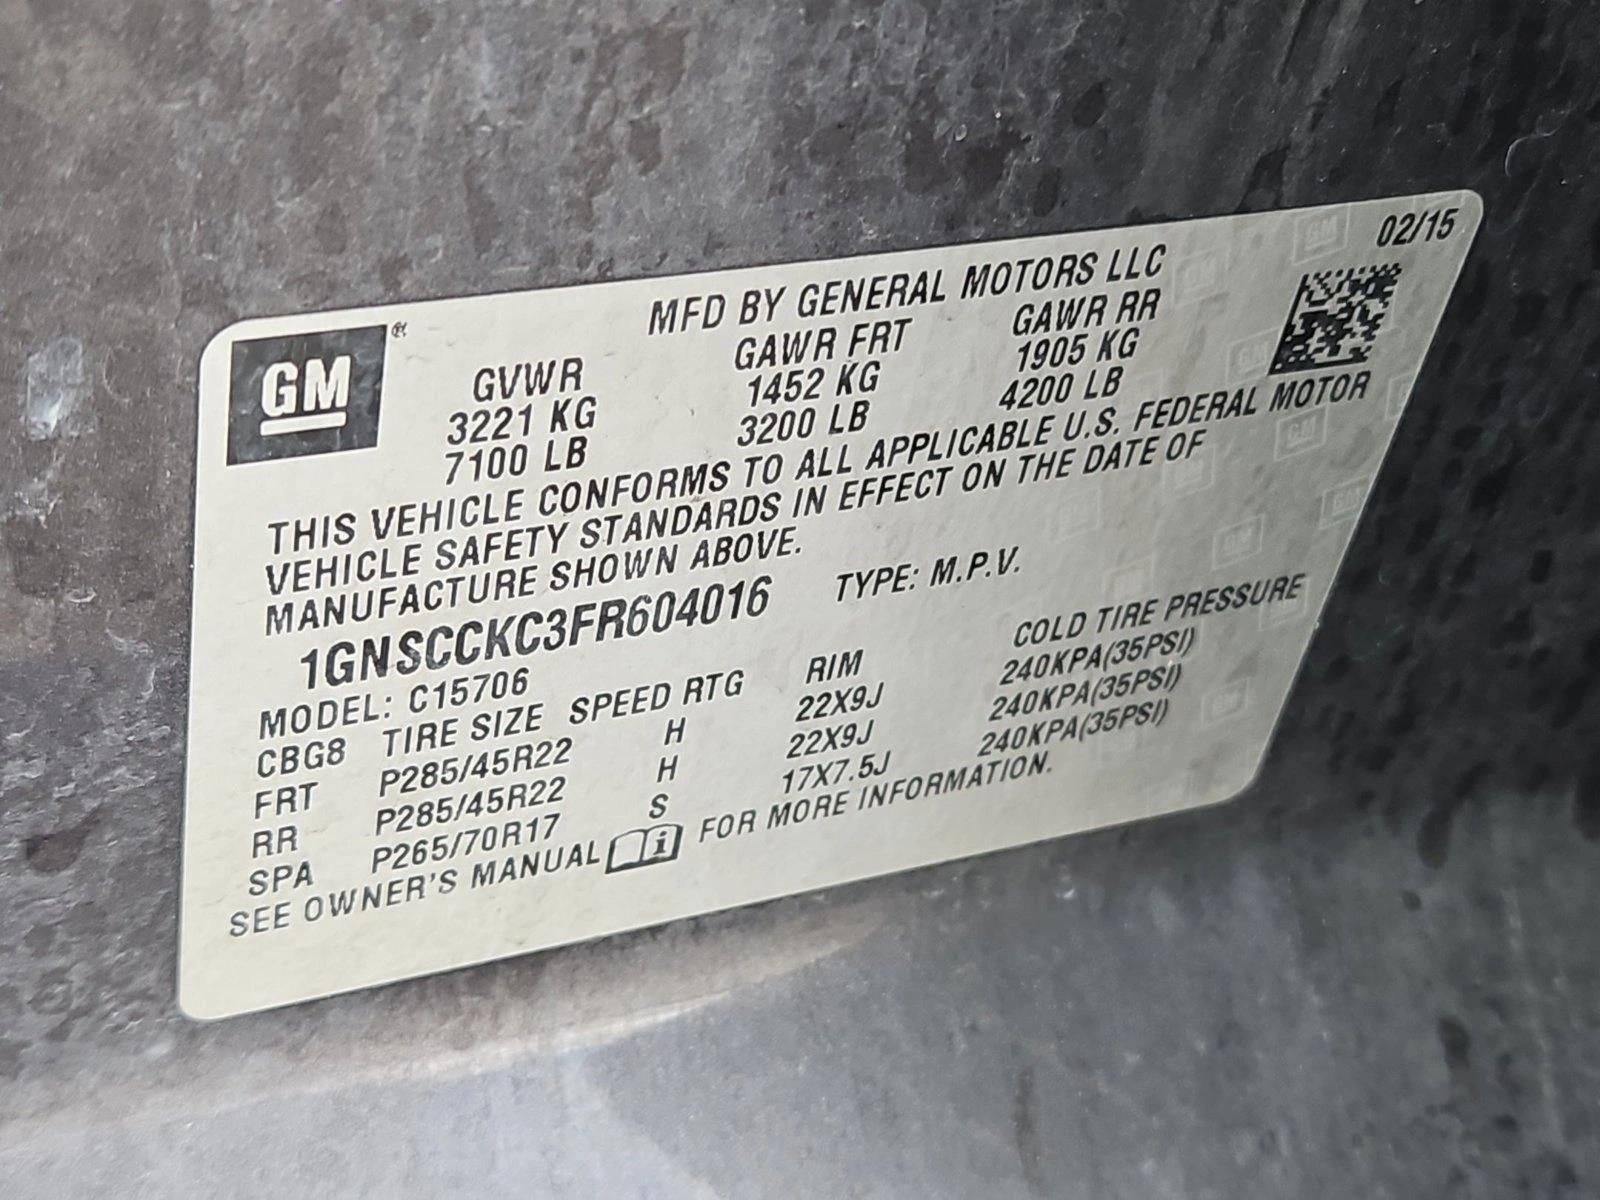 02/15
MFD BY GENERAL MOTORS LLC
GM
GVWR GAWR FRT GAWR RR
3221 KG 1452 KG 1905 KG
7100 LB 3200 LB 4200 LB
THIS VEHICLE CONFORMS TO ALL APPLICABLE U.S. FEDERAL MOTOR
VEHICLE SAFETY STANDARDS IN EFFECT ON THE DATE OF
MANUFACTURE SHOWN ABOVE.
1GNSCCKC3FR604016 TYPE: M.P.V.
MODEL: C15706
CBG8 TIRE SIZE SPEED RTG RIM COLD TIRE PRESSURE
FRT P285/45R22 H 22X9J 240KPA(35PSI)
RR P285/45R22 H 22X9J 240KPA(35PSI)
SPA P265/70R17 S 17X7.5J 240KPA(35PSI)
SEE OWNER'S MANUAL FOR MORE INFORMATION.